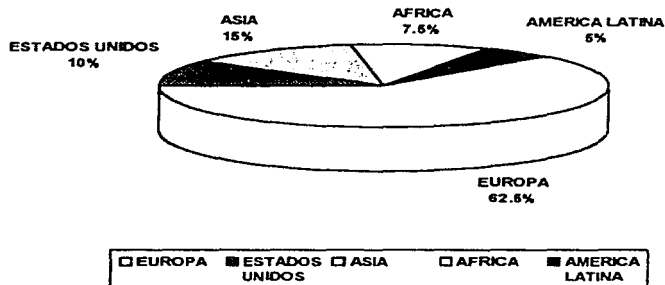 AFRICA
7.5%
ASIA
15%
AMERICA LATINA
5%
ESTADOS UNIDOS
10%
EUROPA
62.5%
EUROPA ESTADOS UNIDOS ASIA AFRICA AMERICA LATINA